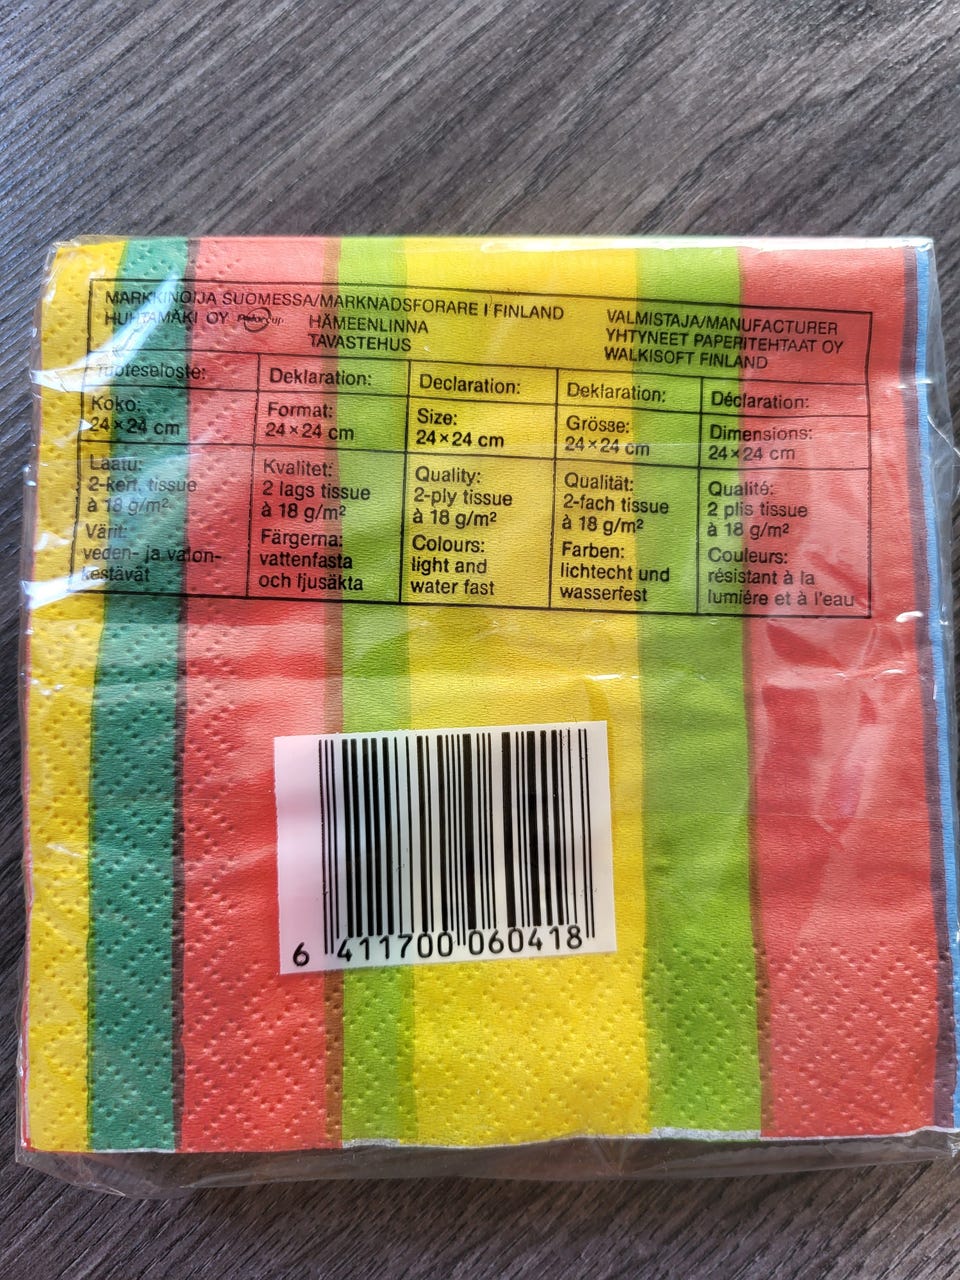 MARKKINOIJA SUOMESSA/MARKNADSFÖRARE I FINLAND
HUHTAMÄKI OY Polarcup HÄMEENLINNA
TAVASTEHUS
VALMISTAJA/MANUFACTURER
YHTYNEET PAPERITEHTAAT OY
WALKISOFT FINLAND
Tuoteseloste:
Koko:
24×24 cm
Laatu:
2-kert. tissue
à 18 g/m²
Värit:
veden- ja valon-
kestävät
Deklaration:
Format:
24×24 cm
Kvalitet:
2 lags tissue
à 18 g/m²
Färgerna:
vattenfasta
och ljusäkta
Declaration:
Size:
24×24 cm
Quality:
2-ply tissue
à 18 g/m²
Colours:
light and
water fast
Deklaration:
Grösse:
24×24 cm
Qualität:
2-fach tissue
à 18 g/m²
Farben:
lichtecht und
wasserfest
Déclaration:
Dimensions:
24×24 cm
Qualité:
2 plis tissue
à 18 g/m²
Couleurs:
résistant à la
lumiére et à l'eau
6 411700 060418